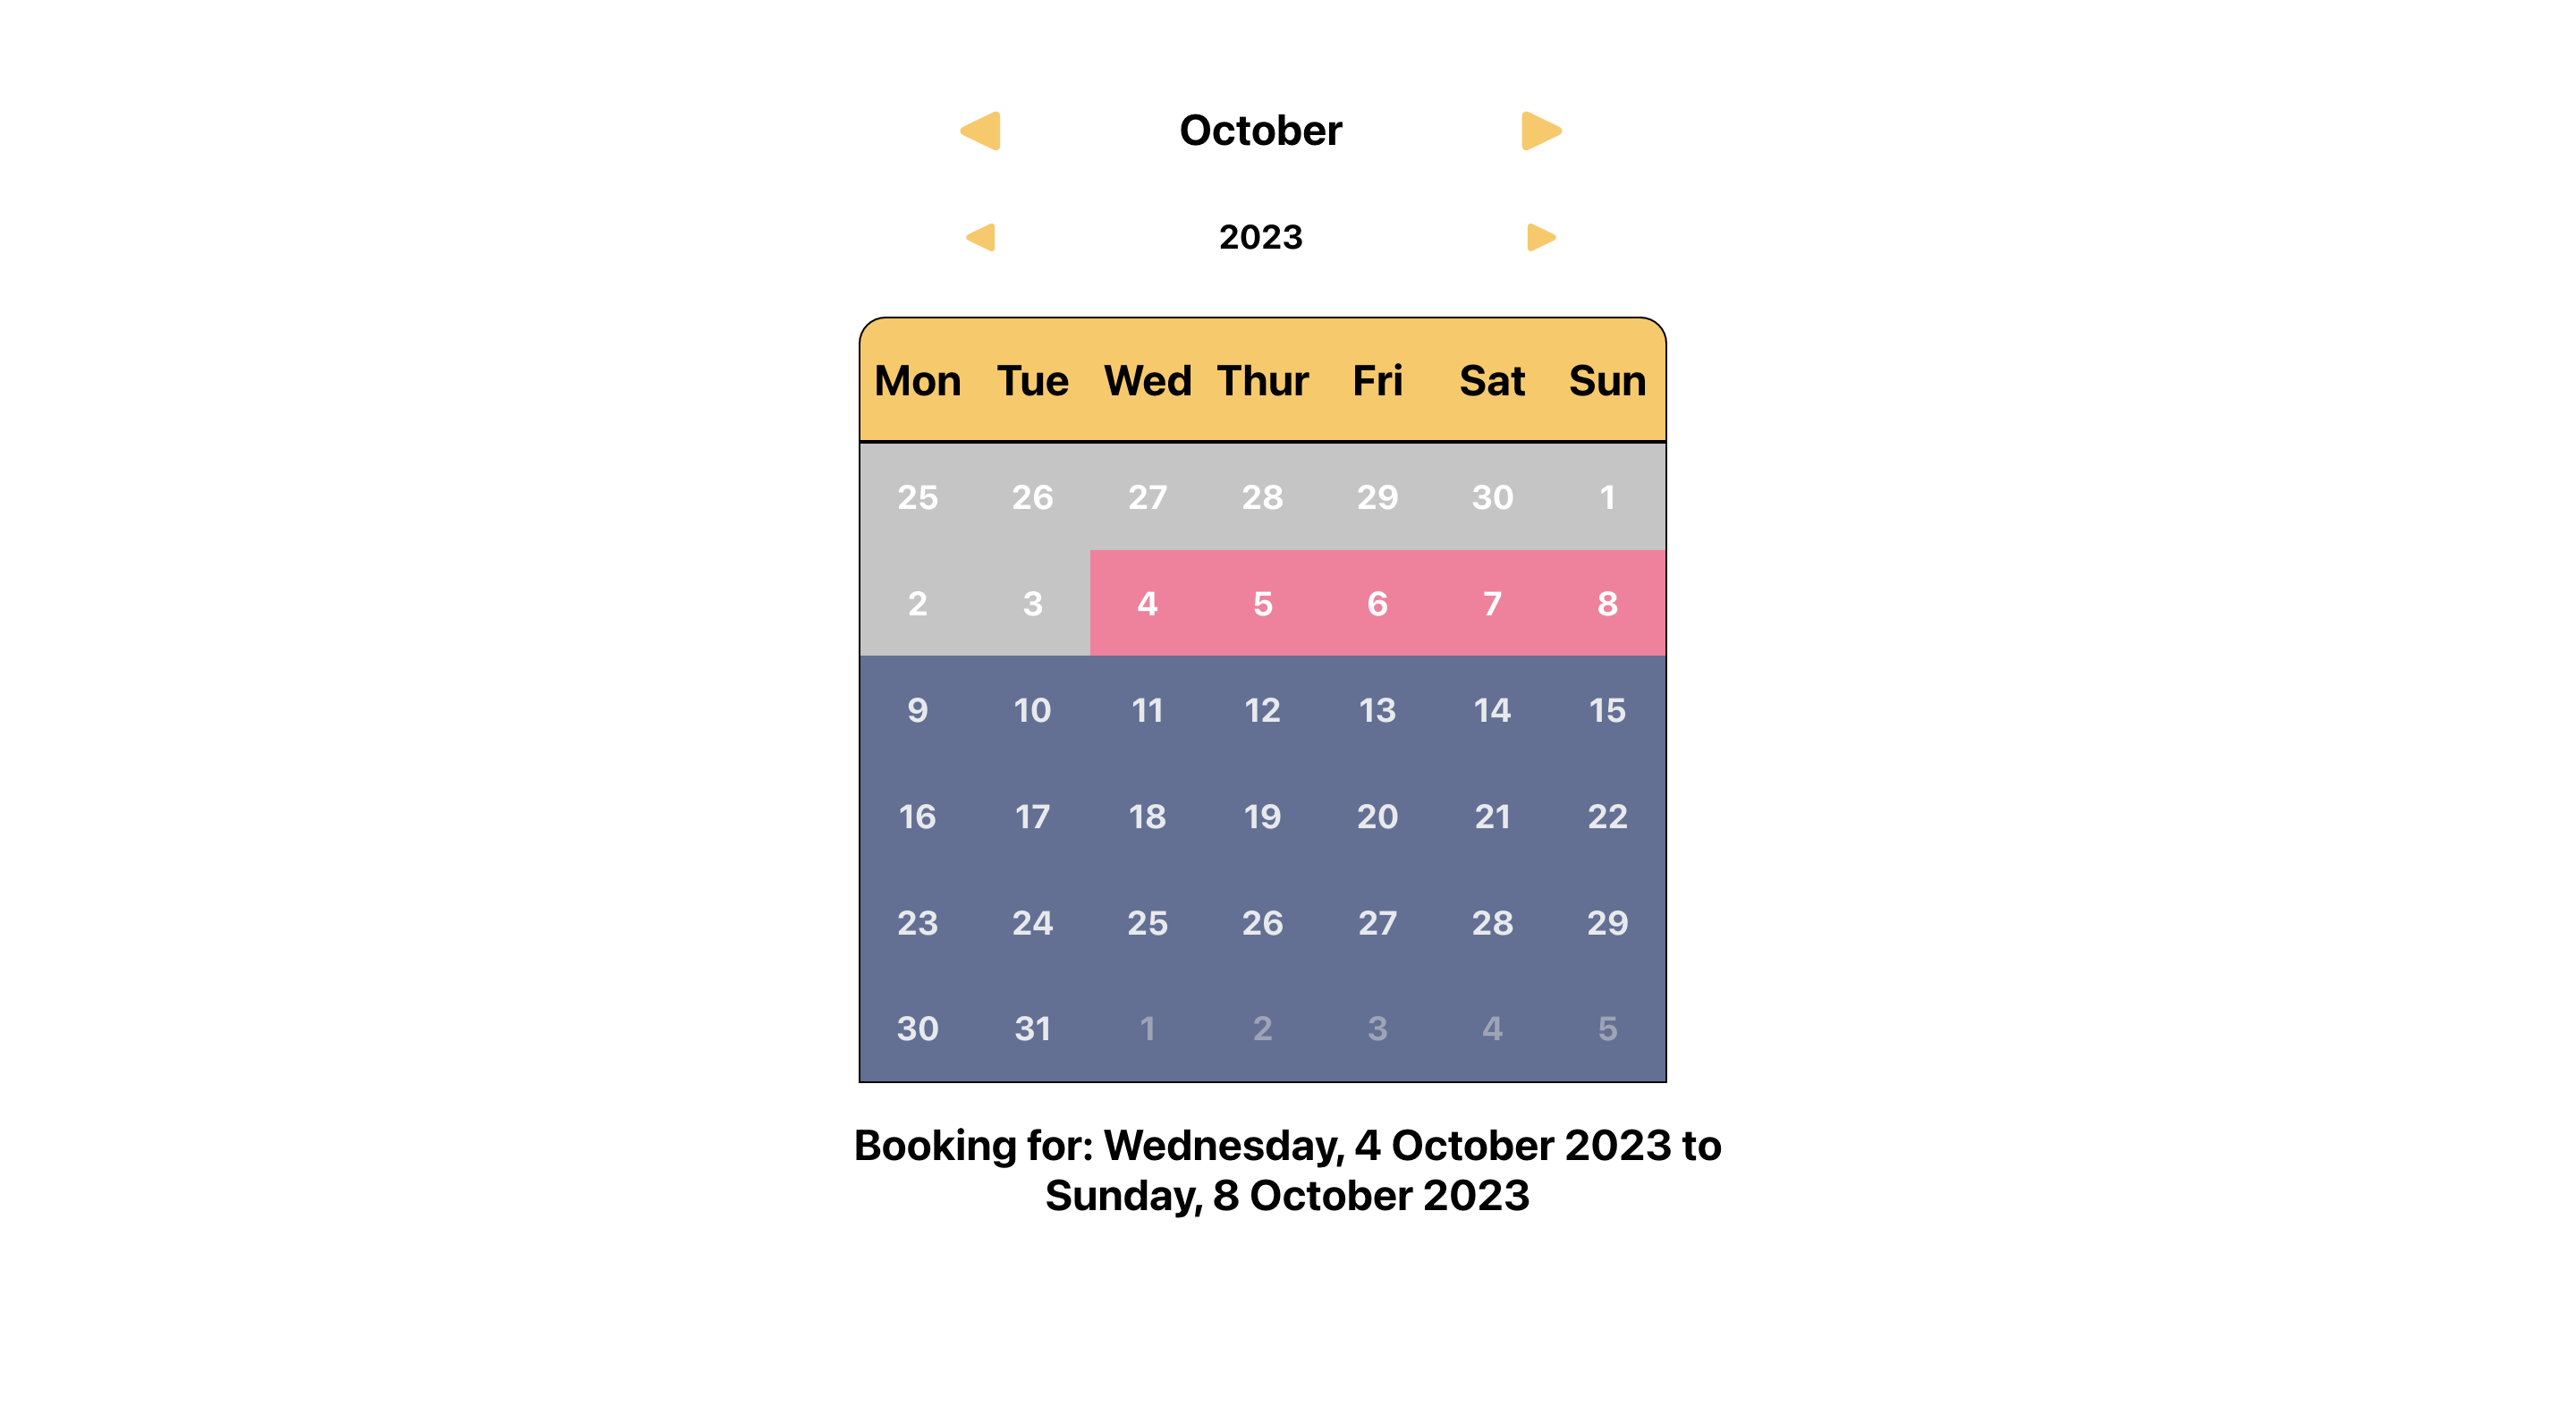 October
2023
Mon Tue Wed Thur Fri Sat Sun
25 26 27 28 29 30 1
2 3 4 5 6 7 8
9 10 11 12 13 14 15
16 17 18 19 20 21 22
23 24 25 26 27 28 29
30 31 1 2 3 4 5
Booking for: Wednesday, 4 October 2023 to
Sunday, 8 October 2023